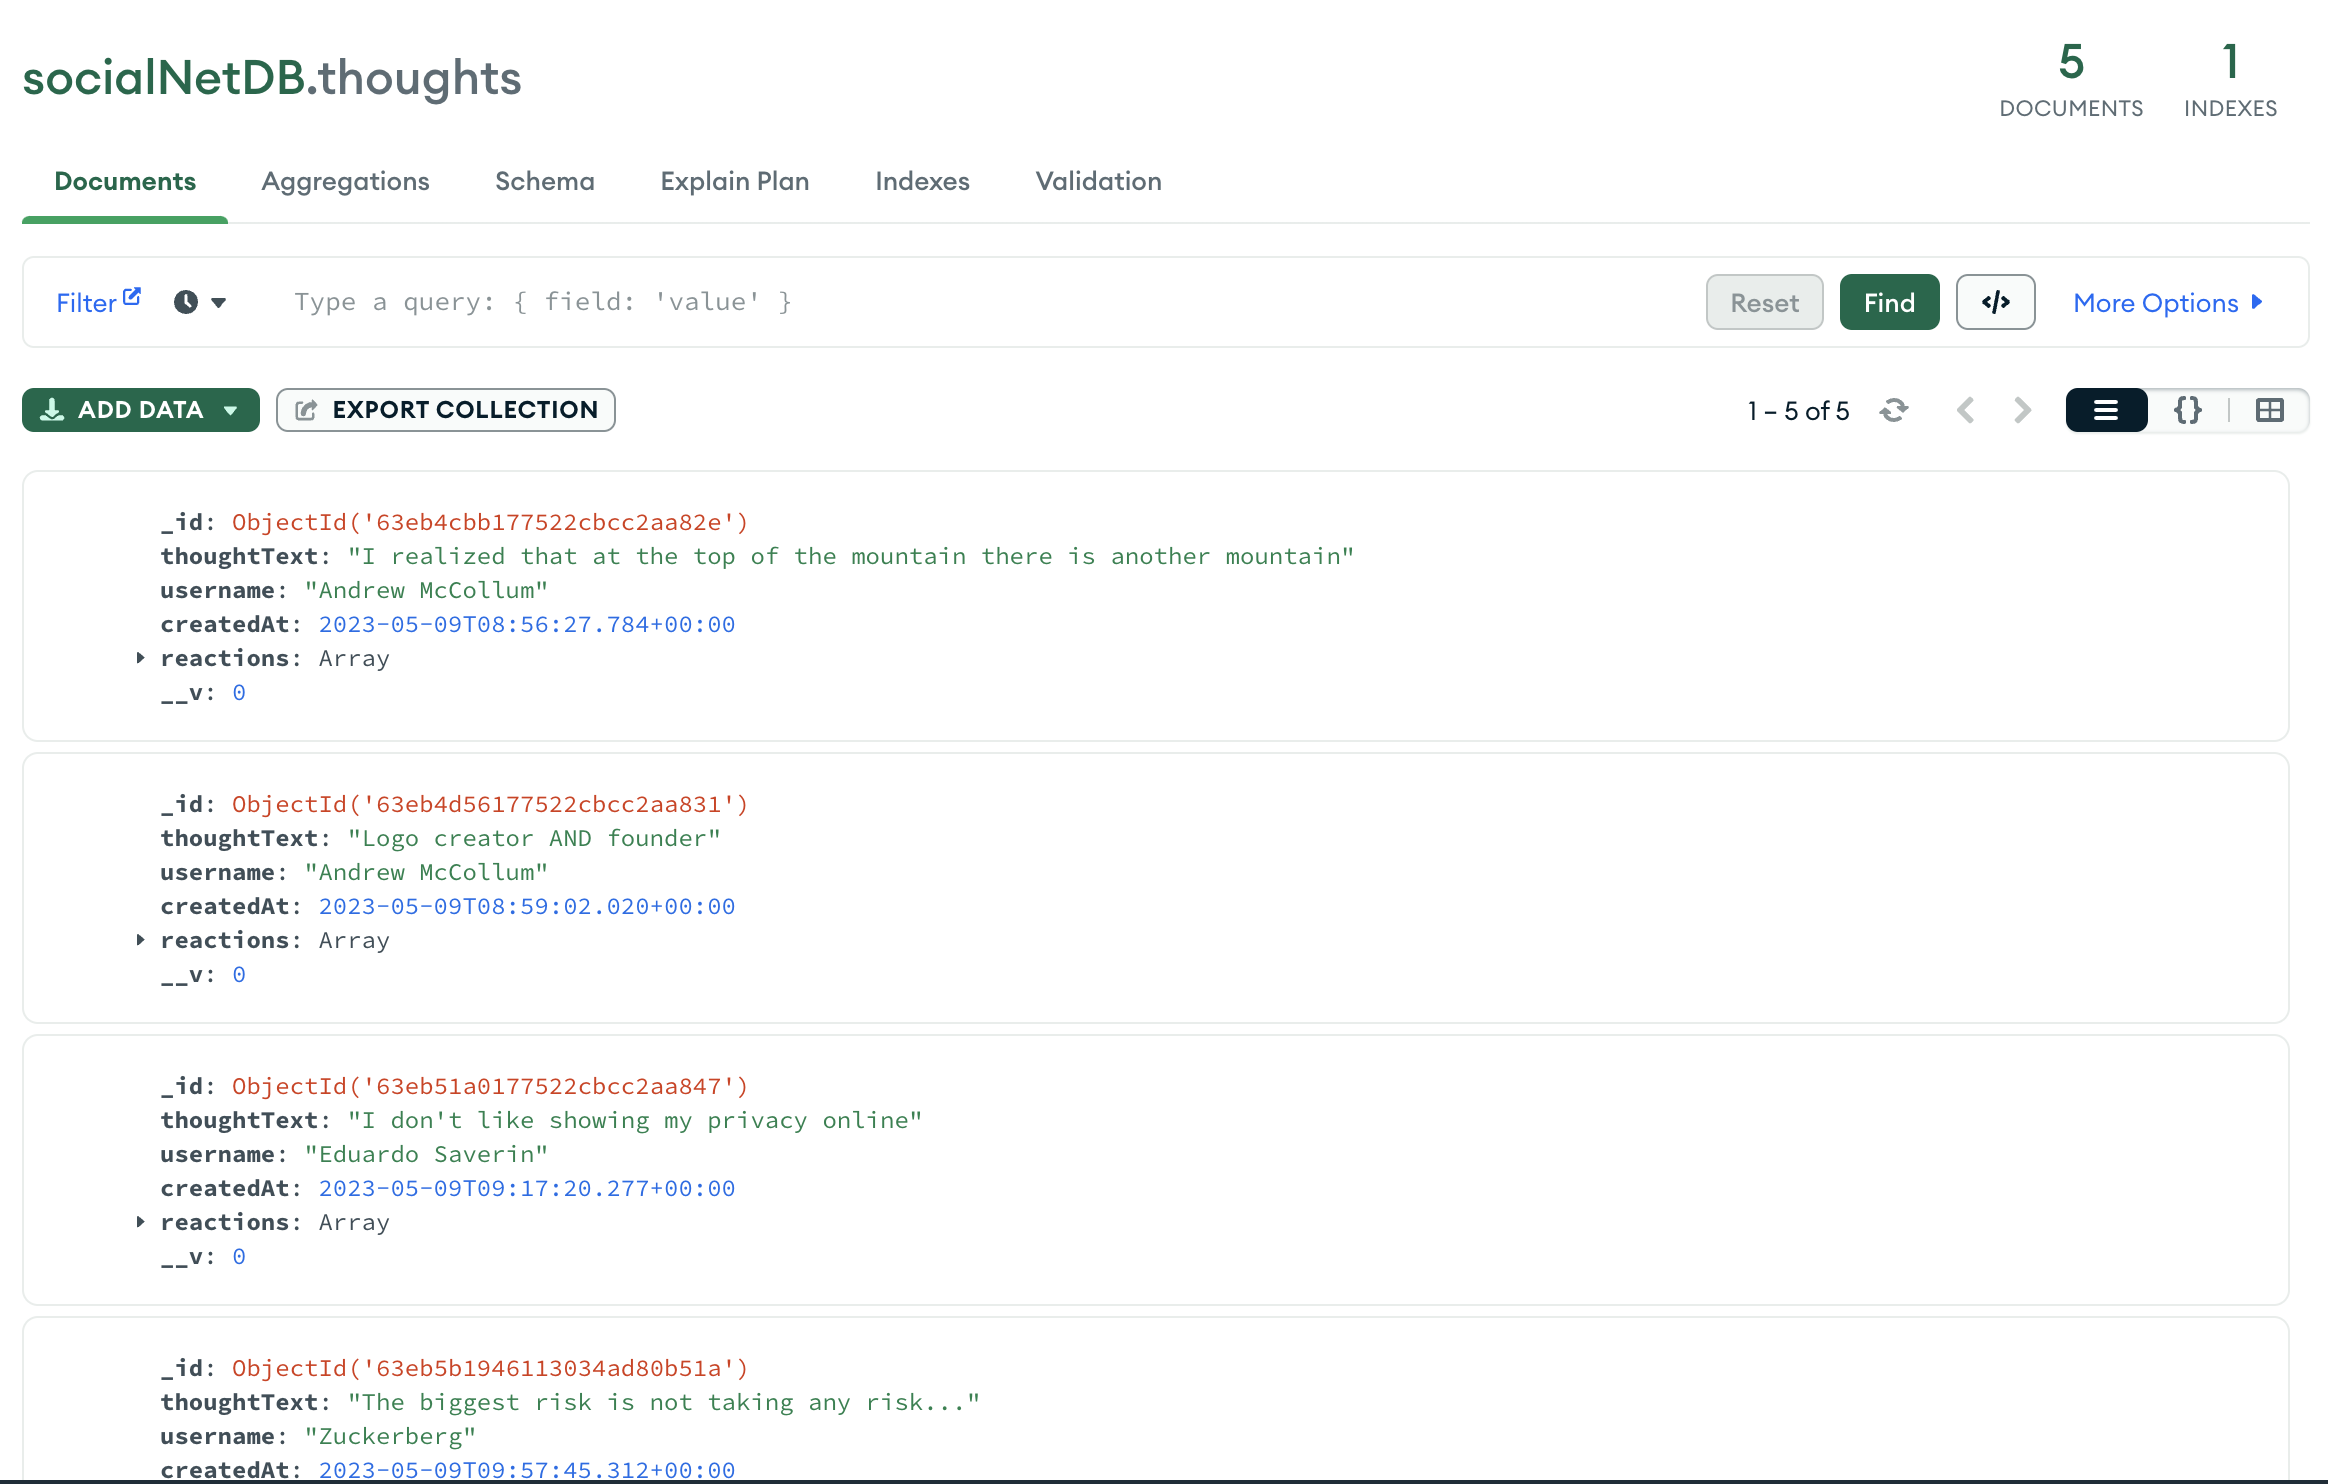 socialNetDB.thoughts
5 DOCUMENTS
1 INDEXES
Documents Aggregations Schema Explain Plan Indexes Validation
Filter Type a query: { field: 'value' } Reset Find </> More Options
ADD DATA EXPORT COLLECTION 1 – 5 of 5 {}
_id: ObjectId('63eb4cbb177522cbcc2aa82e')
thoughtText: "I realized that at the top of the mountain there is another mountain"
username: "Andrew McCollum"
createdAt: 2023-05-09T08:56:27.784+00:00
reactions: Array
__v: 0
_id: ObjectId('63eb4d56177522cbcc2aa831')
thoughtText: "Logo creator AND founder"
username: "Andrew McCollum"
createdAt: 2023-05-09T08:59:02.020+00:00
reactions: Array
__v: 0
_id: ObjectId('63eb51a0177522cbcc2aa847')
thoughtText: "I don't like showing my privacy online"
username: "Eduardo Saverin"
createdAt: 2023-05-09T09:17:20.277+00:00
reactions: Array
__v: 0
_id: ObjectId('63eb5b1946113034ad80b51a')
thoughtText: "The biggest risk is not taking any risk..."
username: "Zuckerberg"
createdAt: 2023-05-09T09:57:45.312+00:00